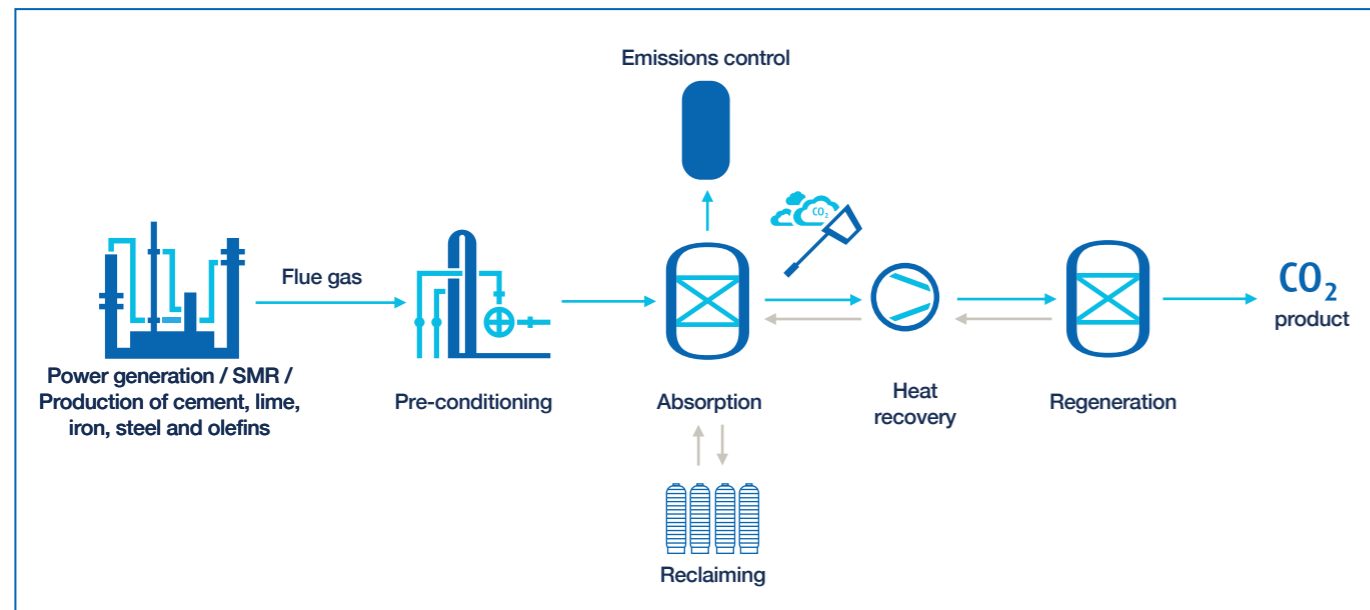 Emissions control
CO₂
Flue gas
CO₂
product
Power generation / SMR /
Production of cement, lime,
iron, steel and olefins
Pre-conditioning
Absorption
Heat
recovery
Regeneration
Reclaiming